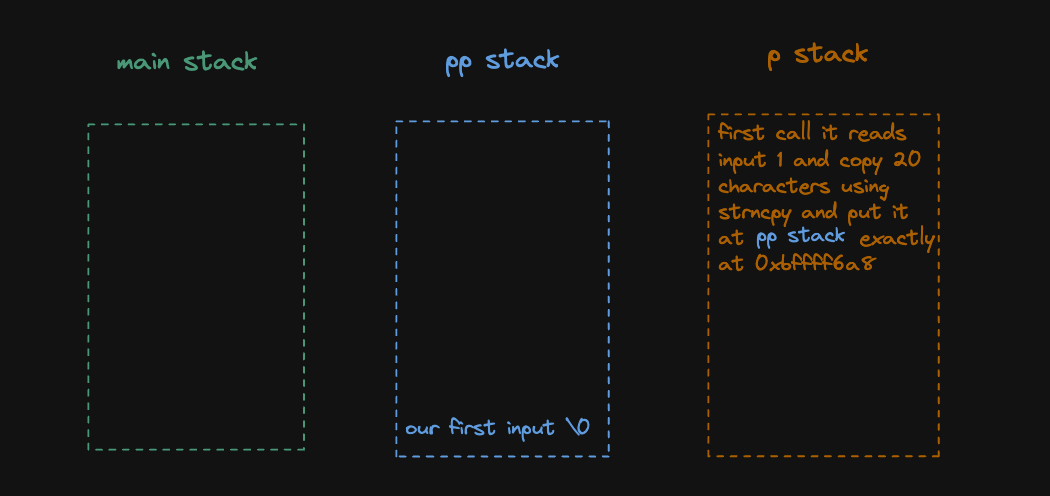 main stack
pp stack
p stack
first call it reads
input 1 and copy 20
characters using
strncpy and put it
at pp stack exactly
at 0xbffff6a8
our first input \0